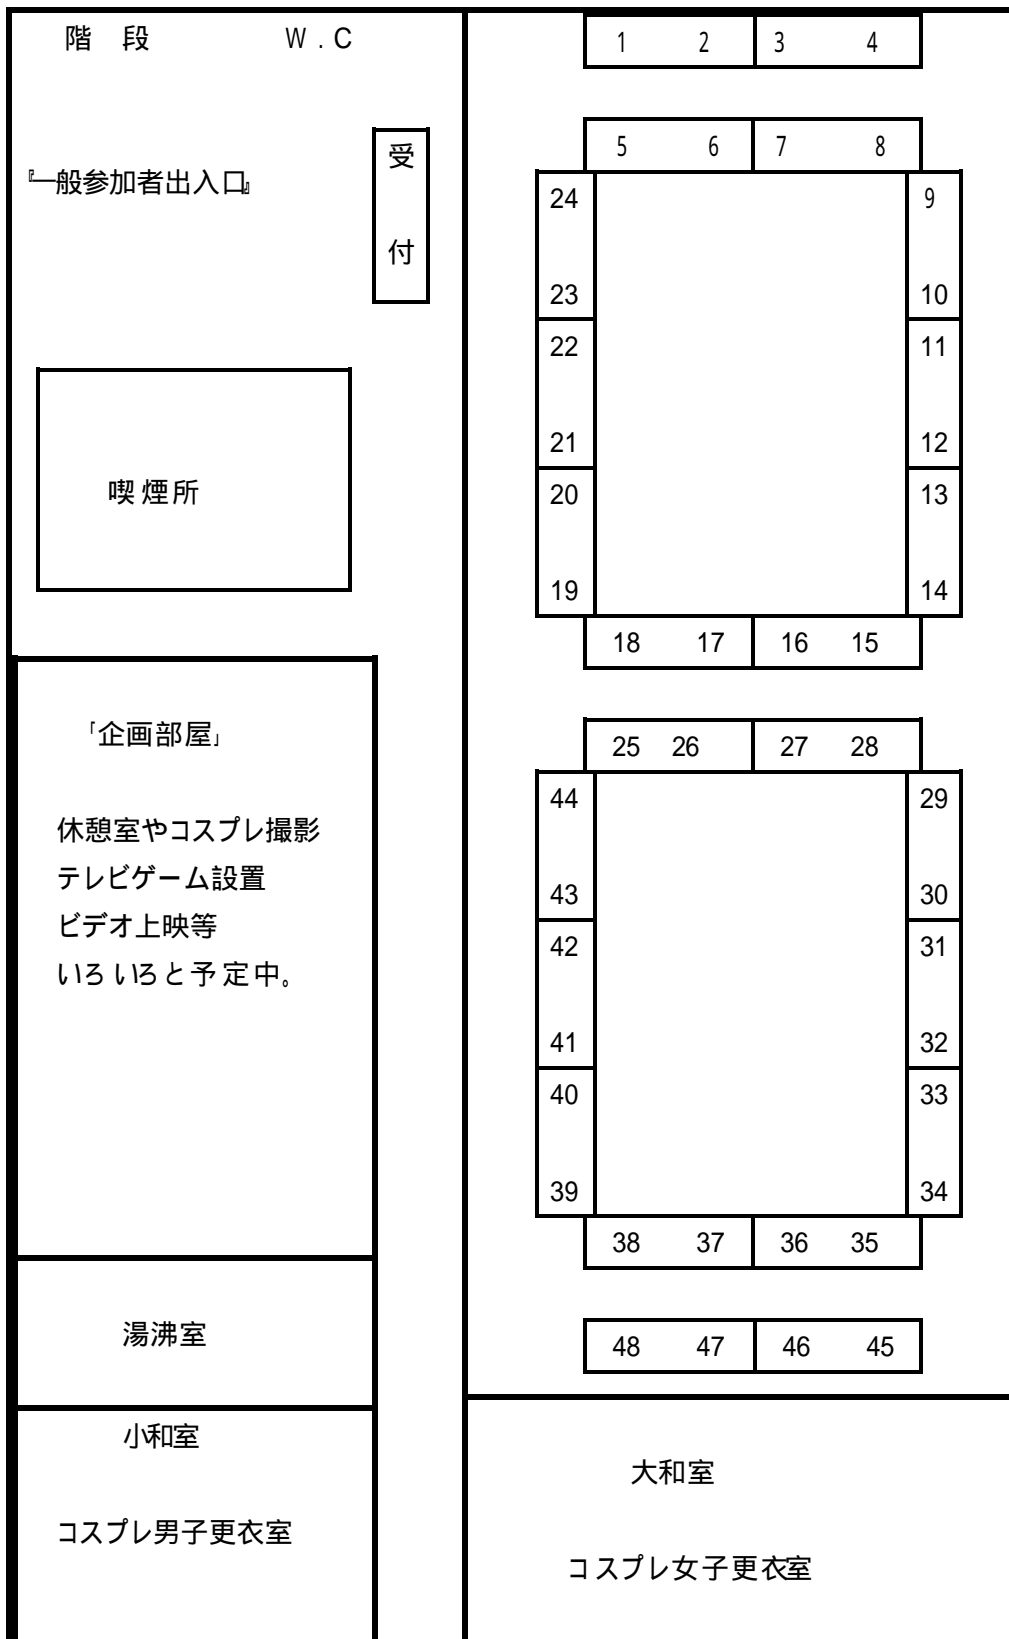 階 段 W.C
受付
『一般参加者出入口』
喫煙所
「企画部屋」
休憩室やコスプレ撮影
テレビゲーム設置
ビデオ上映等
いろいろと予定中。
湯沸室
小和室
コスプレ男子更衣室
1 2 3 4
5 6 7 8
24 9
23 10
22 11
21 12
20 13
19 14
18 17 16 15
25 26 27 28
44 29
43 30
42 31
41 32
40 33
39 34
38 37 36 35
48 47 46 45
大和室
コスプレ女子更衣室